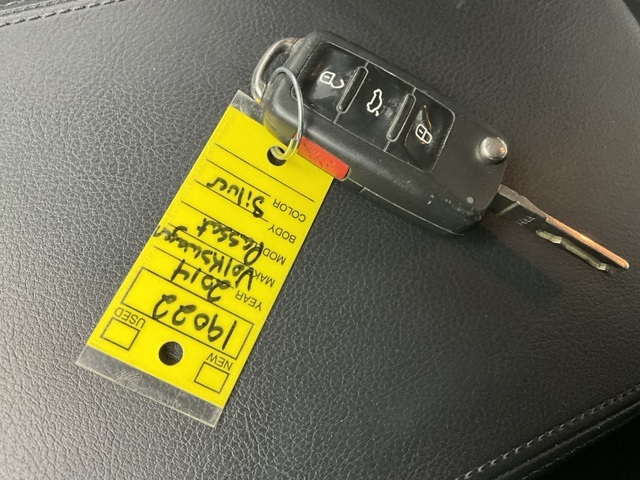 NEW USED
19022
YEAR 2014
MAKE Volkswagen
MODEL Passat
BODY
COLOR Silver